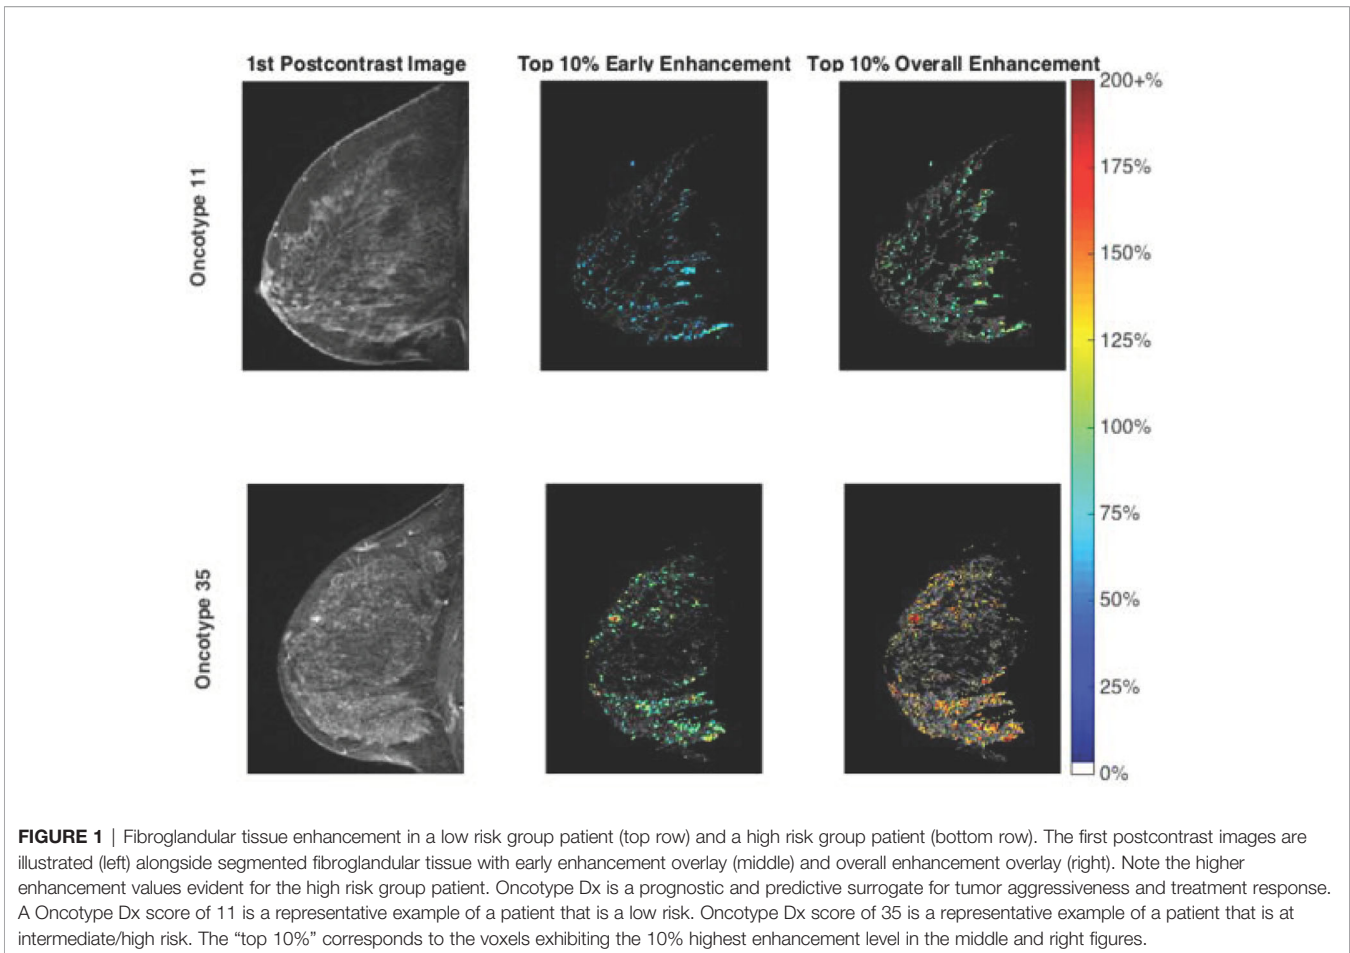 1st Postcontrast Image
Top 10% Early Enhancement
Top 10% Overall Enhancement
Oncotype 11
200+%
175%
150%
125%
100%
75%
50%
25%
0%
Oncotype 35
FIGURE 1 | Fibroglandular tissue enhancement in a low risk group patient (top row) and a high risk group patient (bottom row). The first postcontrast images are
illustrated (left) alongside segmented fibroglandular tissue with early enhancement overlay (middle) and overall enhancement overlay (right). Note the higher
enhancement values evident for the high risk group patient. Oncotype Dx is a prognostic and predictive surrogate for tumor aggressiveness and treatment response.
A Oncotype Dx score of 11 is a representative example of a patient that is a low risk. Oncotype Dx score of 35 is a representative example of a patient that is at
intermediate/high risk. The “top 10%” corresponds to the voxels exhibiting the 10% highest enhancement level in the middle and right figures.